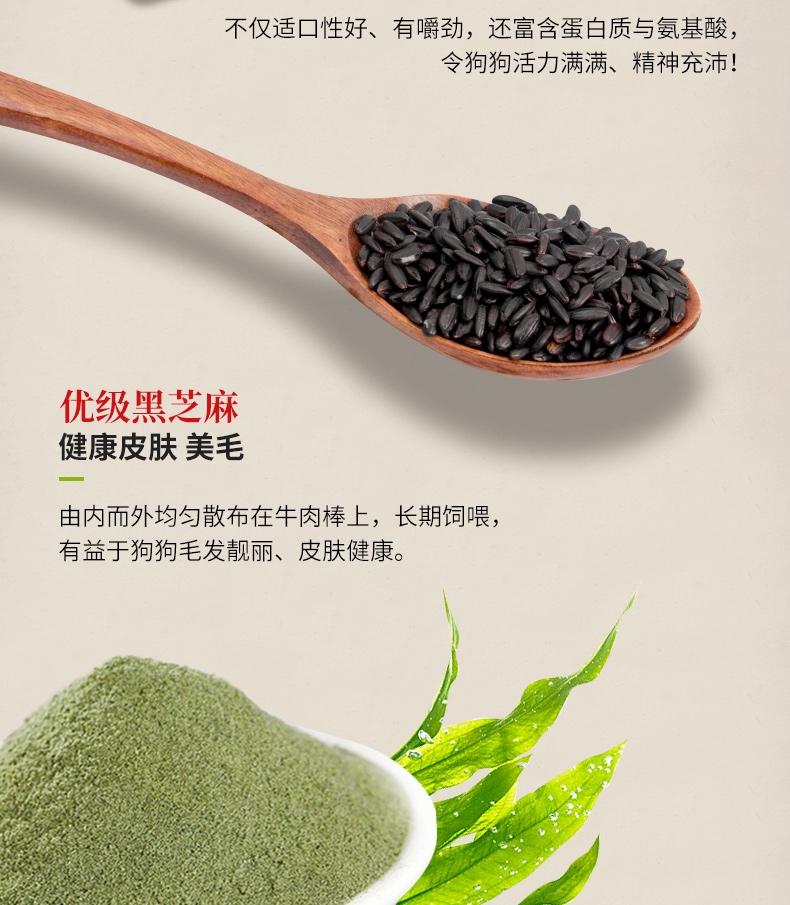 不仅适口性好、有嚼劲，还富含蛋白质与氨基酸，
令狗狗活力满满、精神充沛！
优级黑芝麻
健康皮肤 美毛
由内而外均匀散布在牛肉棒上，长期饲喂，
有益于狗狗毛发靓丽、皮肤健康。